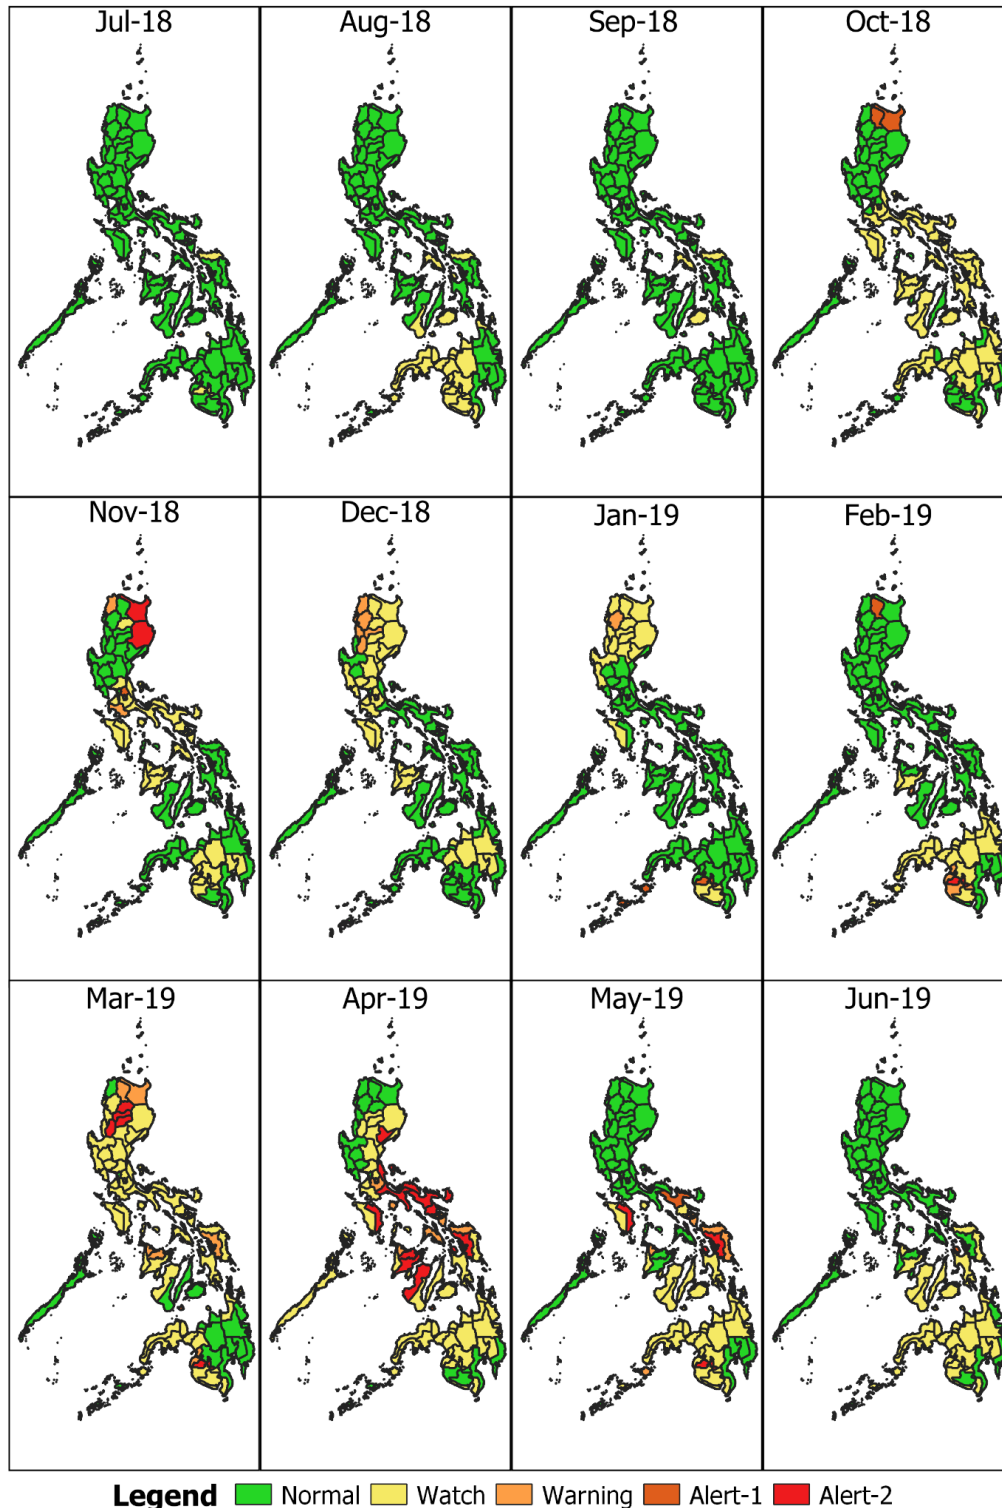 Jul-18 Aug-18 Sep-18 Oct-18
Nov-18 Dec-18 Jan-19 Feb-19
Mar-19 Apr-19 May-19 Jun-19
Legend Normal Watch Warning Alert-1 Alert-2